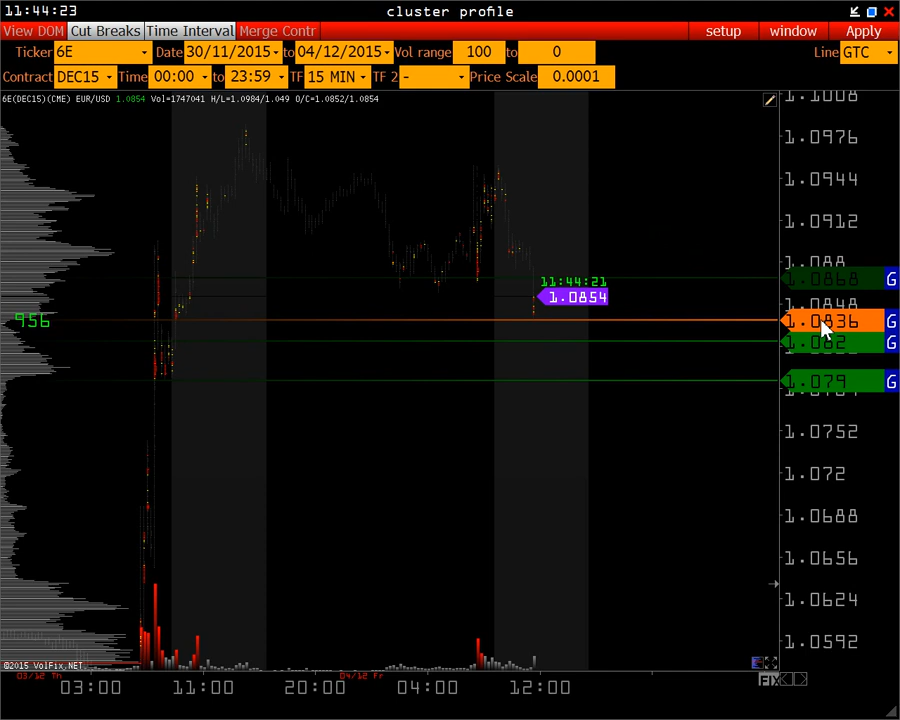 11:44:23 cluster profile
View DOM Cut Breaks Time Interval Merge Contr setup window Apply
Ticker 6E Date 30/11/2015 to 04/12/2015 Vol range 100 to 0 Line GTC
Contract DEC15 Time 00:00 to 23:59 TF 15 MIN TF 2 - Price Scale 0.0001
6E(DEC15)(CME) EUR/USD 1.0854 Vol=1747041 H/L=1.0984/1.049 O/C=1.0852/1.0854
1.1008
1.0976
1.0944
1.0912
1.088
1.0868 G
11:44:21
1.0854
1.0848
956 1.0836 G
1.082 G
1.079 G
1.0752
1.072
1.0688
1.0656
1.0624
1.0592
©2015 VolFix.NET
03/12 Th 04/12 Fr
03:00 11:00 20:00 04:00 12:00
FIX